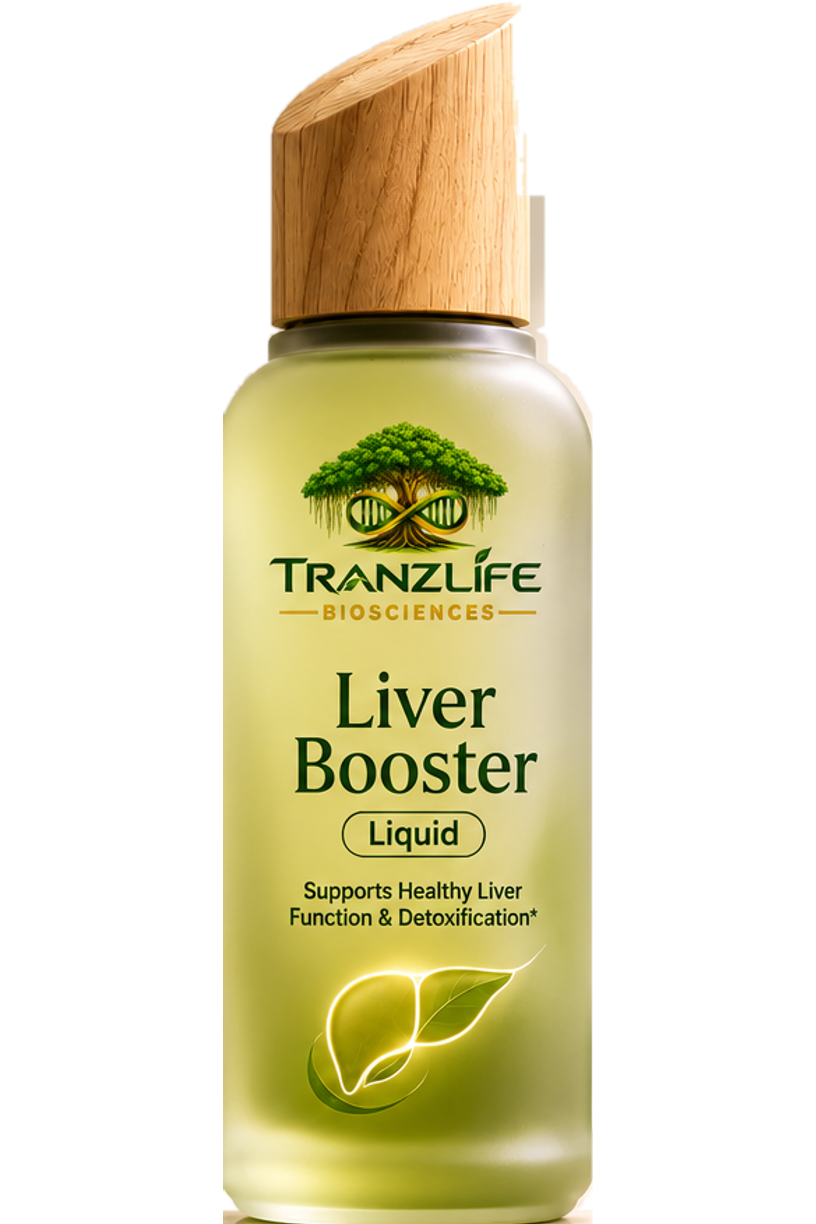 TRANZLIFE
BIOSCIENCES
Liver
Booster
Liquid
Supports Healthy Liver
Function & Detoxification*